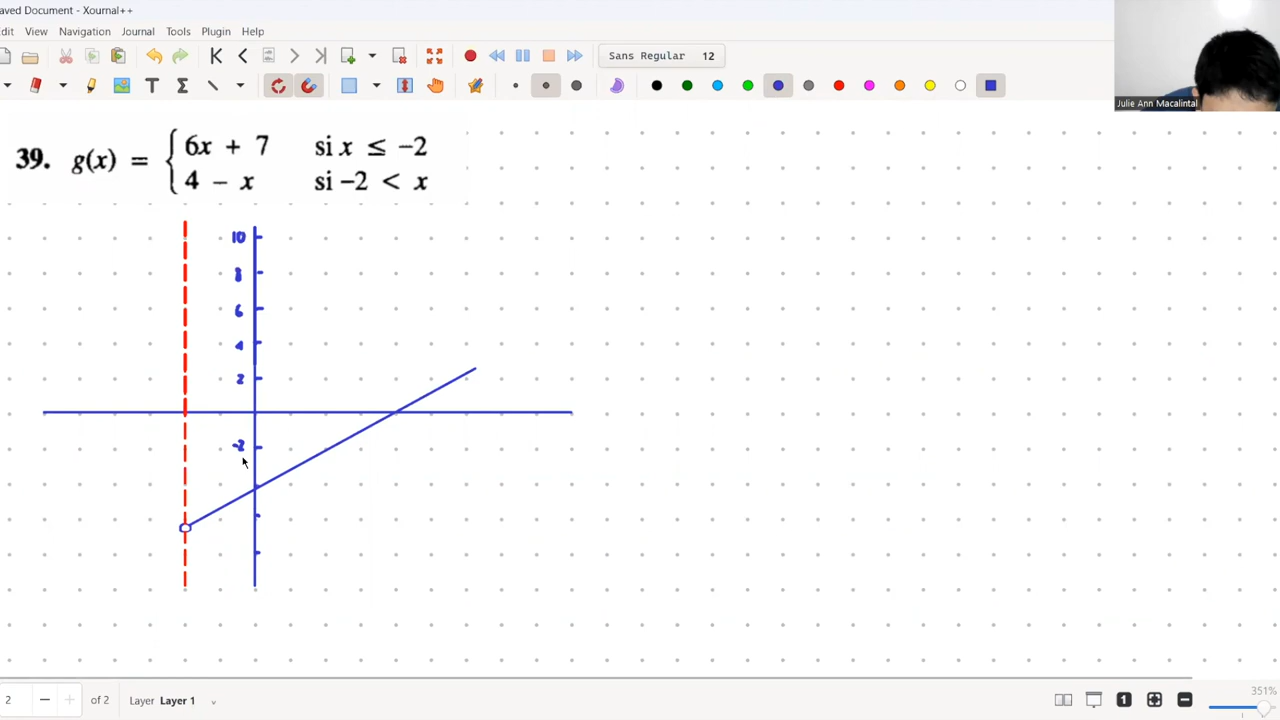 aved Document - Xournal++
dit View Navigation Journal Tools Plugin Help
Sans Regular 12
Julie Ann Macalintal
39. g(x) = { 6x + 7 si x ≤ -2
4 - x si -2 < x
10
8
6
4
2
-2
2 of 2 Layer Layer 1
1
351%